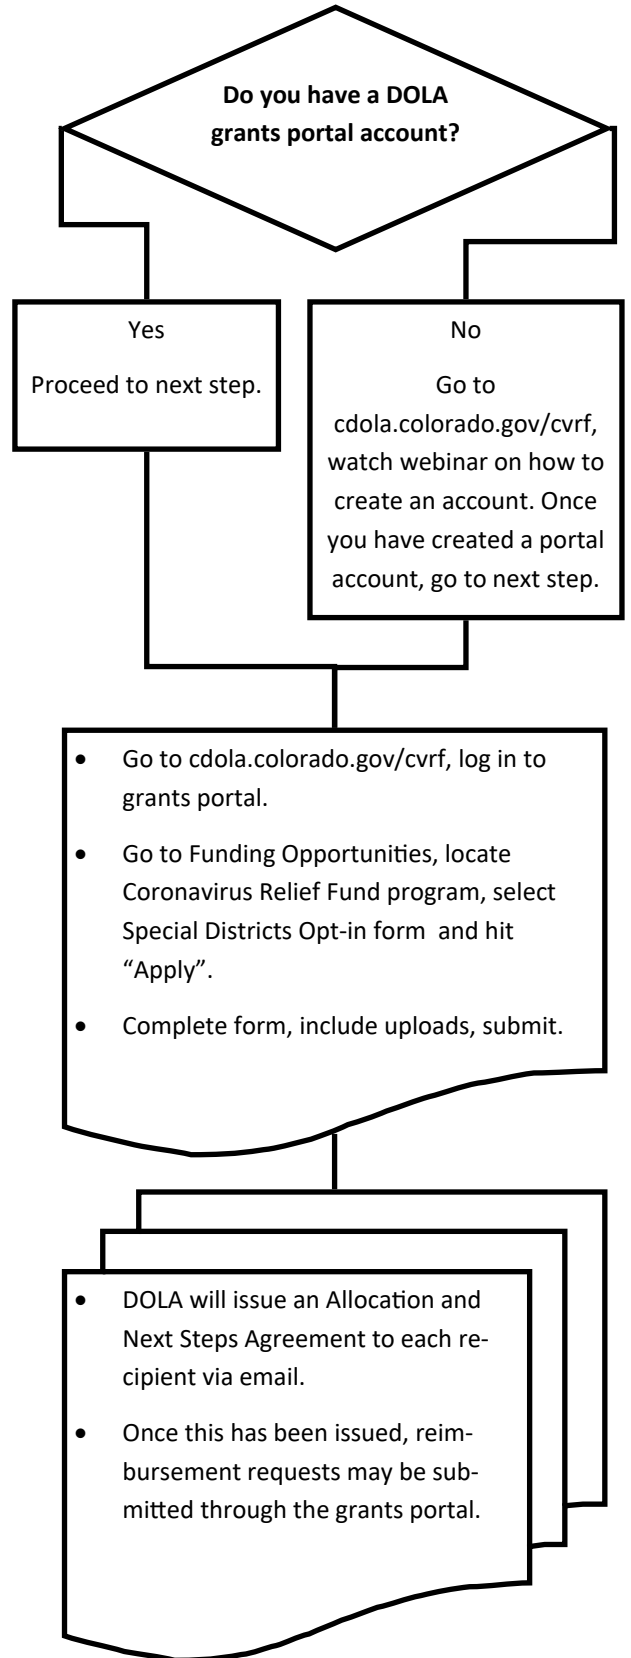 Do you have a DOLA
grants portal account?
Yes
Proceed to next step.
No
Go to
cdola.colorado.gov/cvrf,
watch webinar on how to
create an account. Once
you have created a portal
account, go to next step.
• Go to cdola.colorado.gov/cvrf, log in to
grants portal.
• Go to Funding Opportunities, locate
Coronavirus Relief Fund program, select
Special Districts Opt-in form  and hit
“Apply”.
• Complete form, include uploads, submit.
• DOLA will issue an Allocation and
Next Steps Agreement to each re-
cipient via email.
• Once this has been issued, reim-
bursement requests may be sub-
mitted through the grants portal.